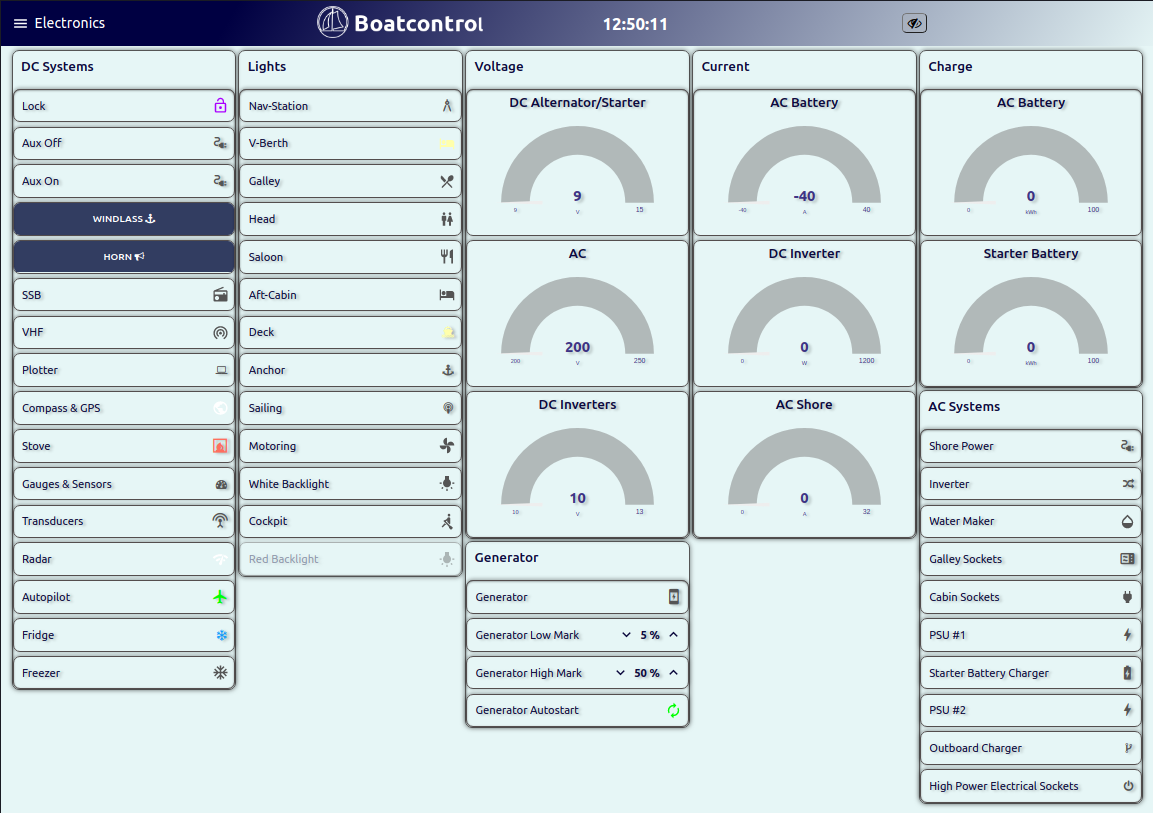 Electronics
Boatcontrol
12:50:11
DC Systems
Lock
Aux Off
Aux On
WINDLASS
HORN
SSB
VHF
Plotter
Compass & GPS
Stove
Gauges & Sensors
Transducers
Radar
Autopilot
Fridge
Freezer
Lights
Nav-Station
V-Berth
Galley
Head
Saloon
Aft-Cabin
Deck
Anchor
Sailing
Motoring
White Backlight
Cockpit
Red Backlight
Voltage
DC Alternator/Starter
9
V
9 15
AC
200
V
200 250
DC Inverters
10
V
10 13
Generator
Generator
Generator Low Mark 5 %
Generator High Mark 50 %
Generator Autostart
Current
AC Battery
-40
A
-40 40
DC Inverter
0
W
0 1200
AC Shore
0
A
0 32
Charge
AC Battery
0
kWh
0 100
Starter Battery
0
kWh
0 100
AC Systems
Shore Power
Inverter
Water Maker
Galley Sockets
Cabin Sockets
PSU #1
Starter Battery Charger
PSU #2
Outboard Charger
High Power Electrical Sockets